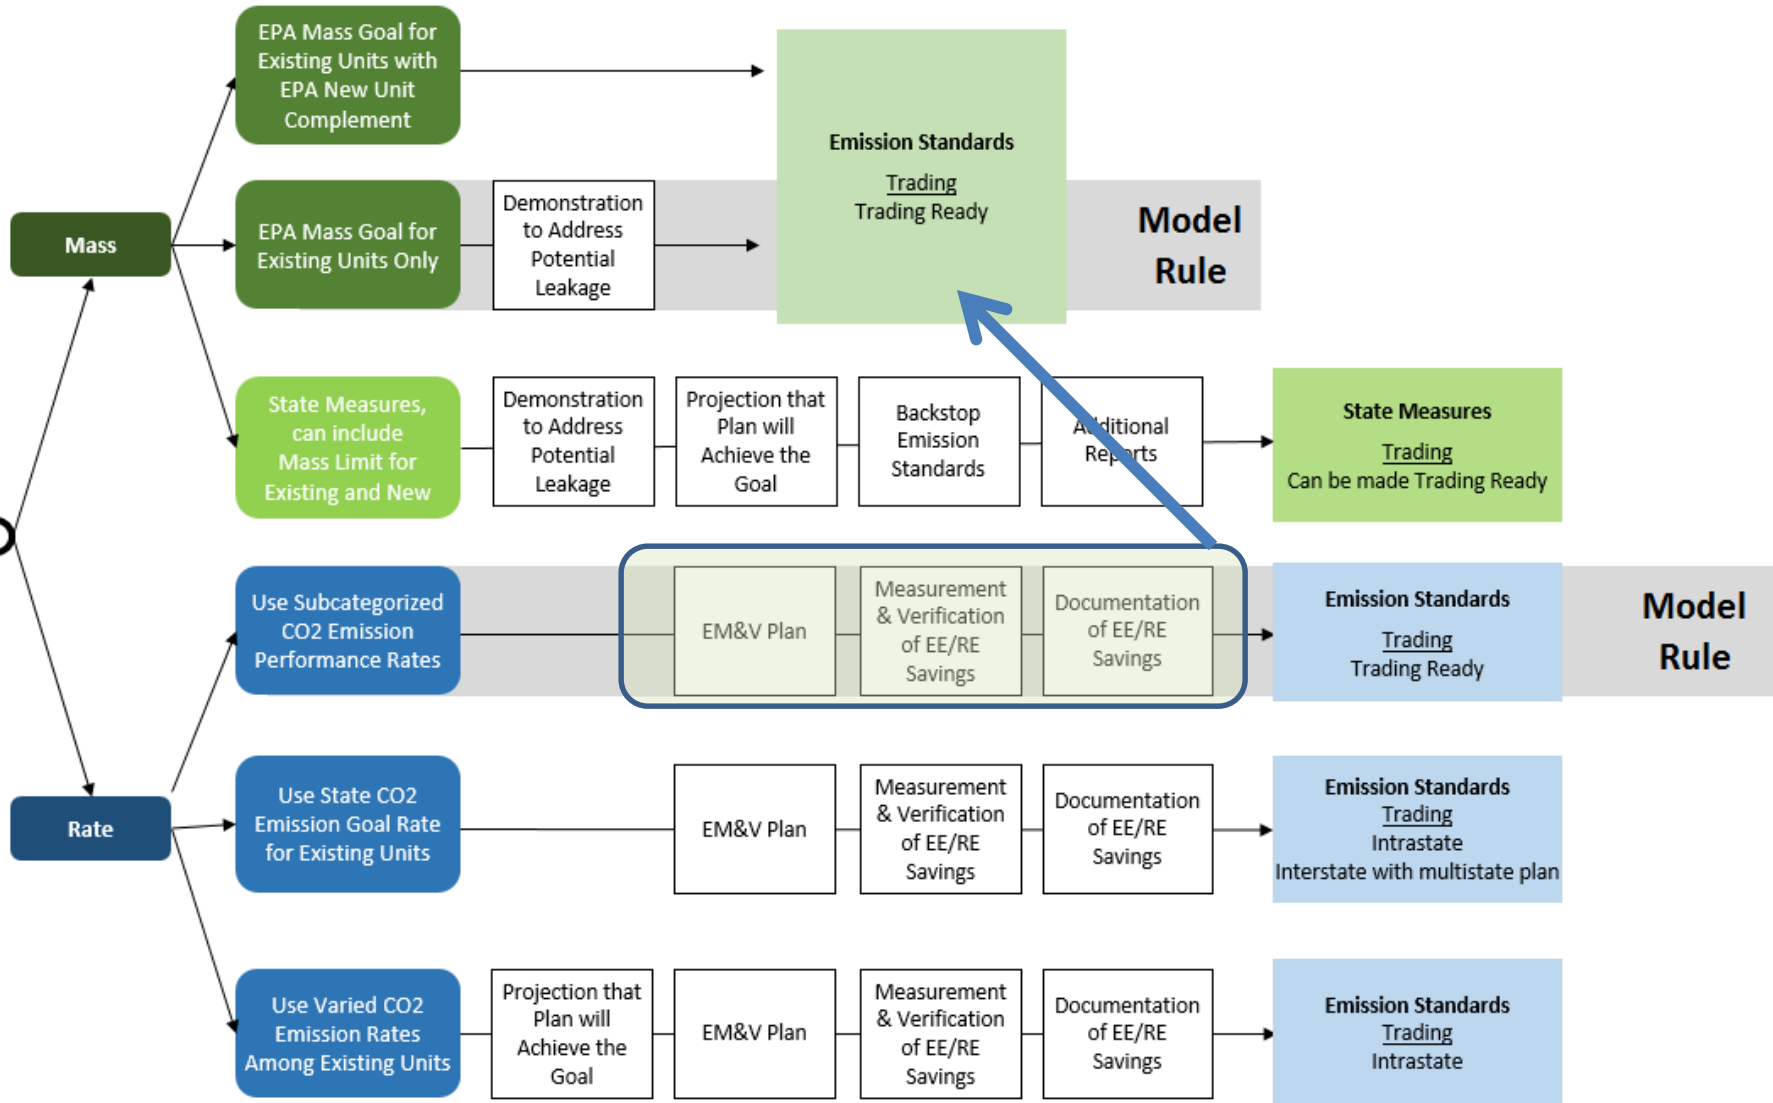 EPA Mass Goal for
Existing Units with
EPA New Unit
Complement
Emission Standards
Trading
Trading Ready
Mass
EPA Mass Goal for
Existing Units Only
Demonstration
to Address
Potential
Leakage
Model
Rule
State Measures,
can include
Mass Limit for
Existing and New
Demonstration
to Address
Potential
Leakage
Projection that
Plan will
Achieve the
Goal
Backstop
Emission
Standards
Additional
Reports
State Measures
Trading
Can be made Trading Ready
Use Subcategorized
CO2 Emission
Performance Rates
EM&V Plan
Measurement
& Verification
of EE/RE
Savings
Documentation
of EE/RE
Savings
Emission Standards
Trading
Trading Ready
Model
Rule
Rate
Use State CO2
Emission Goal Rate
for Existing Units
EM&V Plan
Measurement
& Verification
of EE/RE
Savings
Documentation
of EE/RE
Savings
Emission Standards
Trading
Intrastate
Interstate with multistate plan
Use Varied CO2
Emission Rates
Among Existing Units
Projection that
Plan will
Achieve the
Goal
EM&V Plan
Measurement
& Verification
of EE/RE
Savings
Documentation
of EE/RE
Savings
Emission Standards
Trading
Intrastate